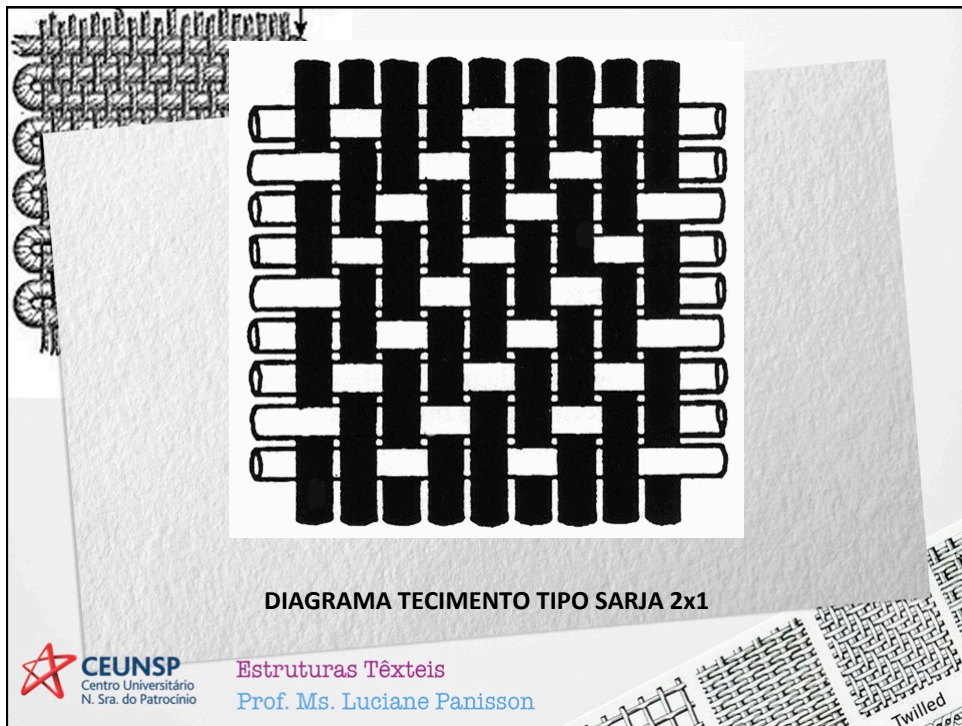 DIAGRAMA TECIMENTO TIPO SARJA 2x1
CEUNSP
Centro Universitário
N. Sra. do Patrocínio
Estruturas Têxteis
Prof. Ms. Luciane Panisson
Twilled